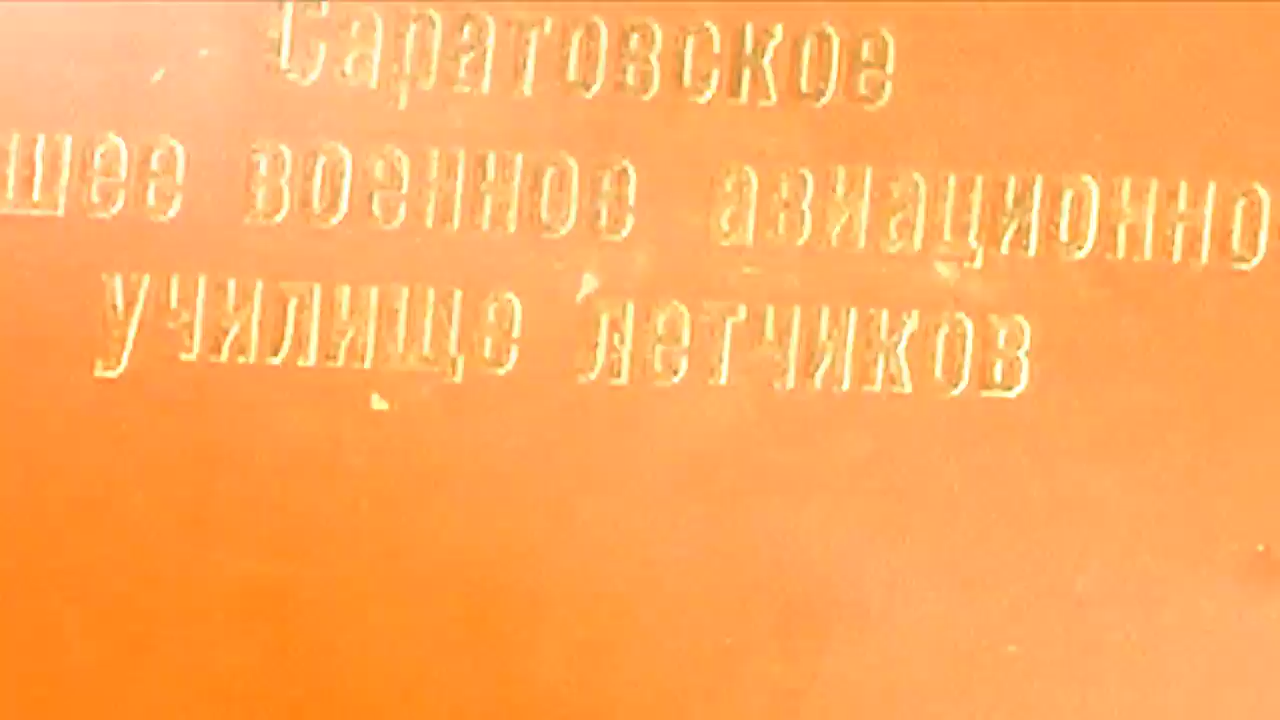 Саратовское
шее военное авиационно
училище летчиков